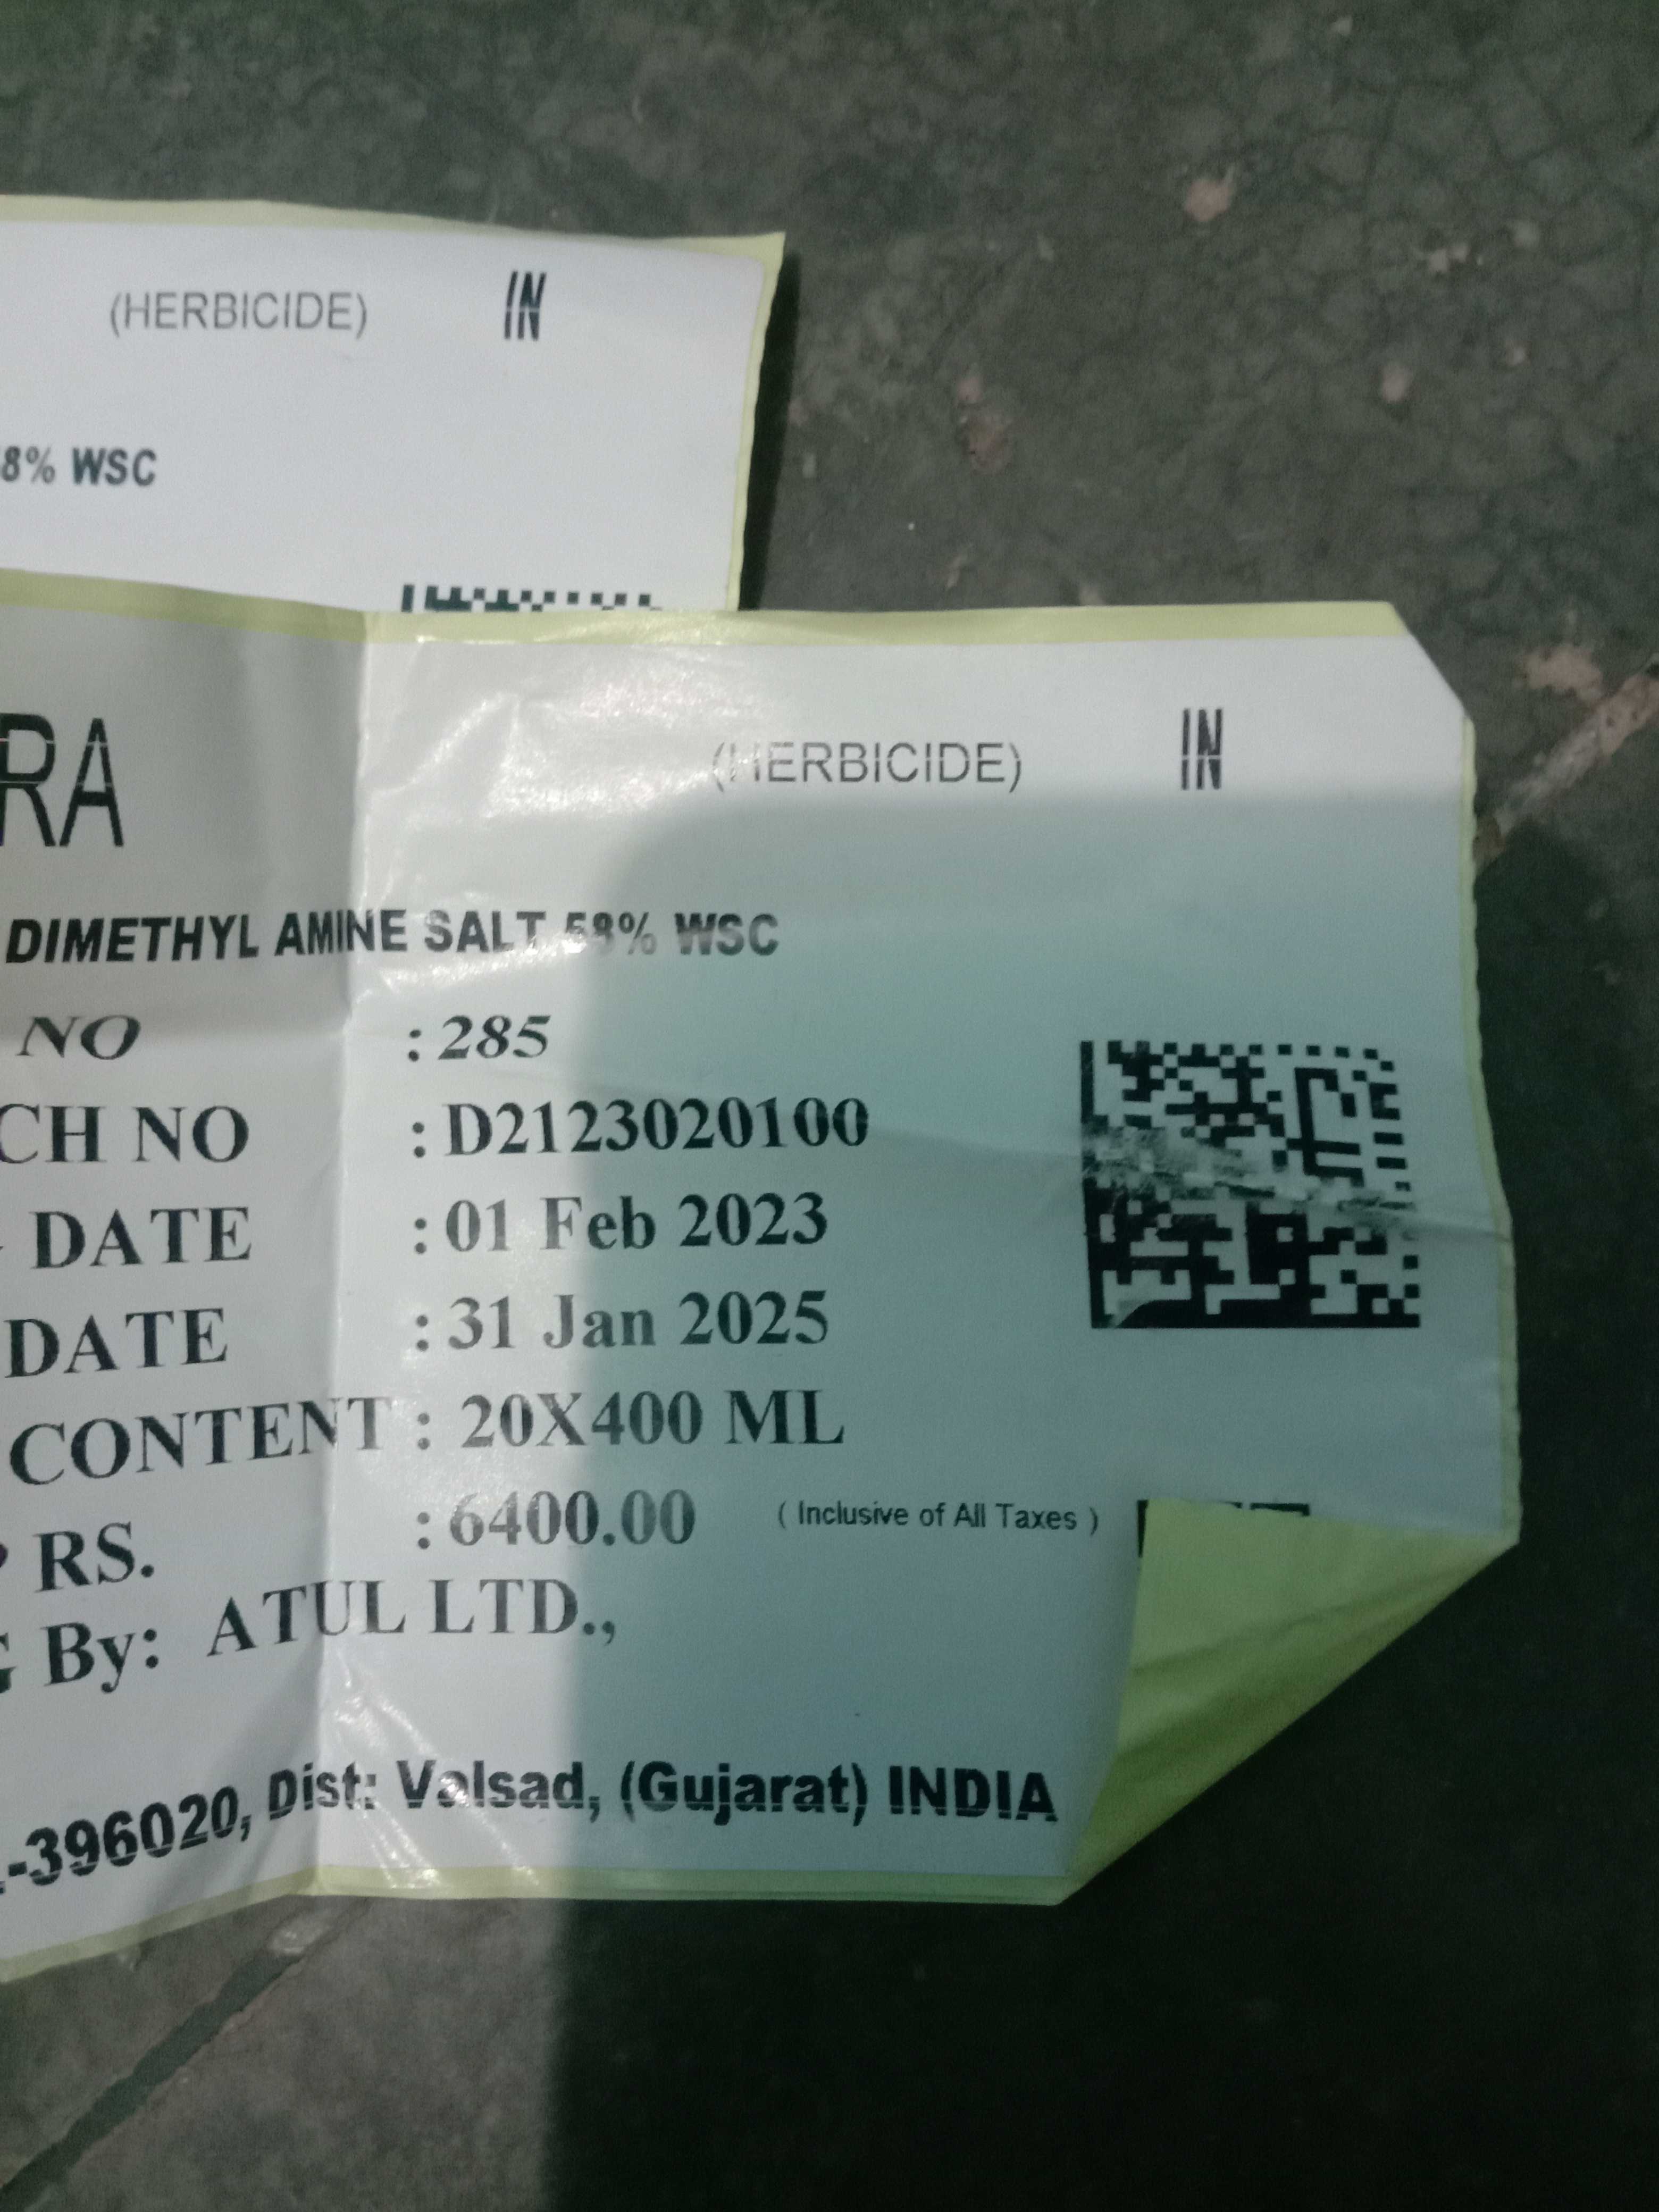 (HERBICIDE) IN
8% WSC
RA (HERBICIDE) IN
DIMETHYL AMINE SALT 58% WSC
NO : 285
CH NO : D2123020100
DATE : 01 Feb 2023
DATE : 31 Jan 2025
CONTENT : 20X400 ML
RS. : 6400.00 ( Inclusive of All Taxes )
By: ATUL LTD.,
-396020, Dist: Valsad, (Gujarat) INDIA